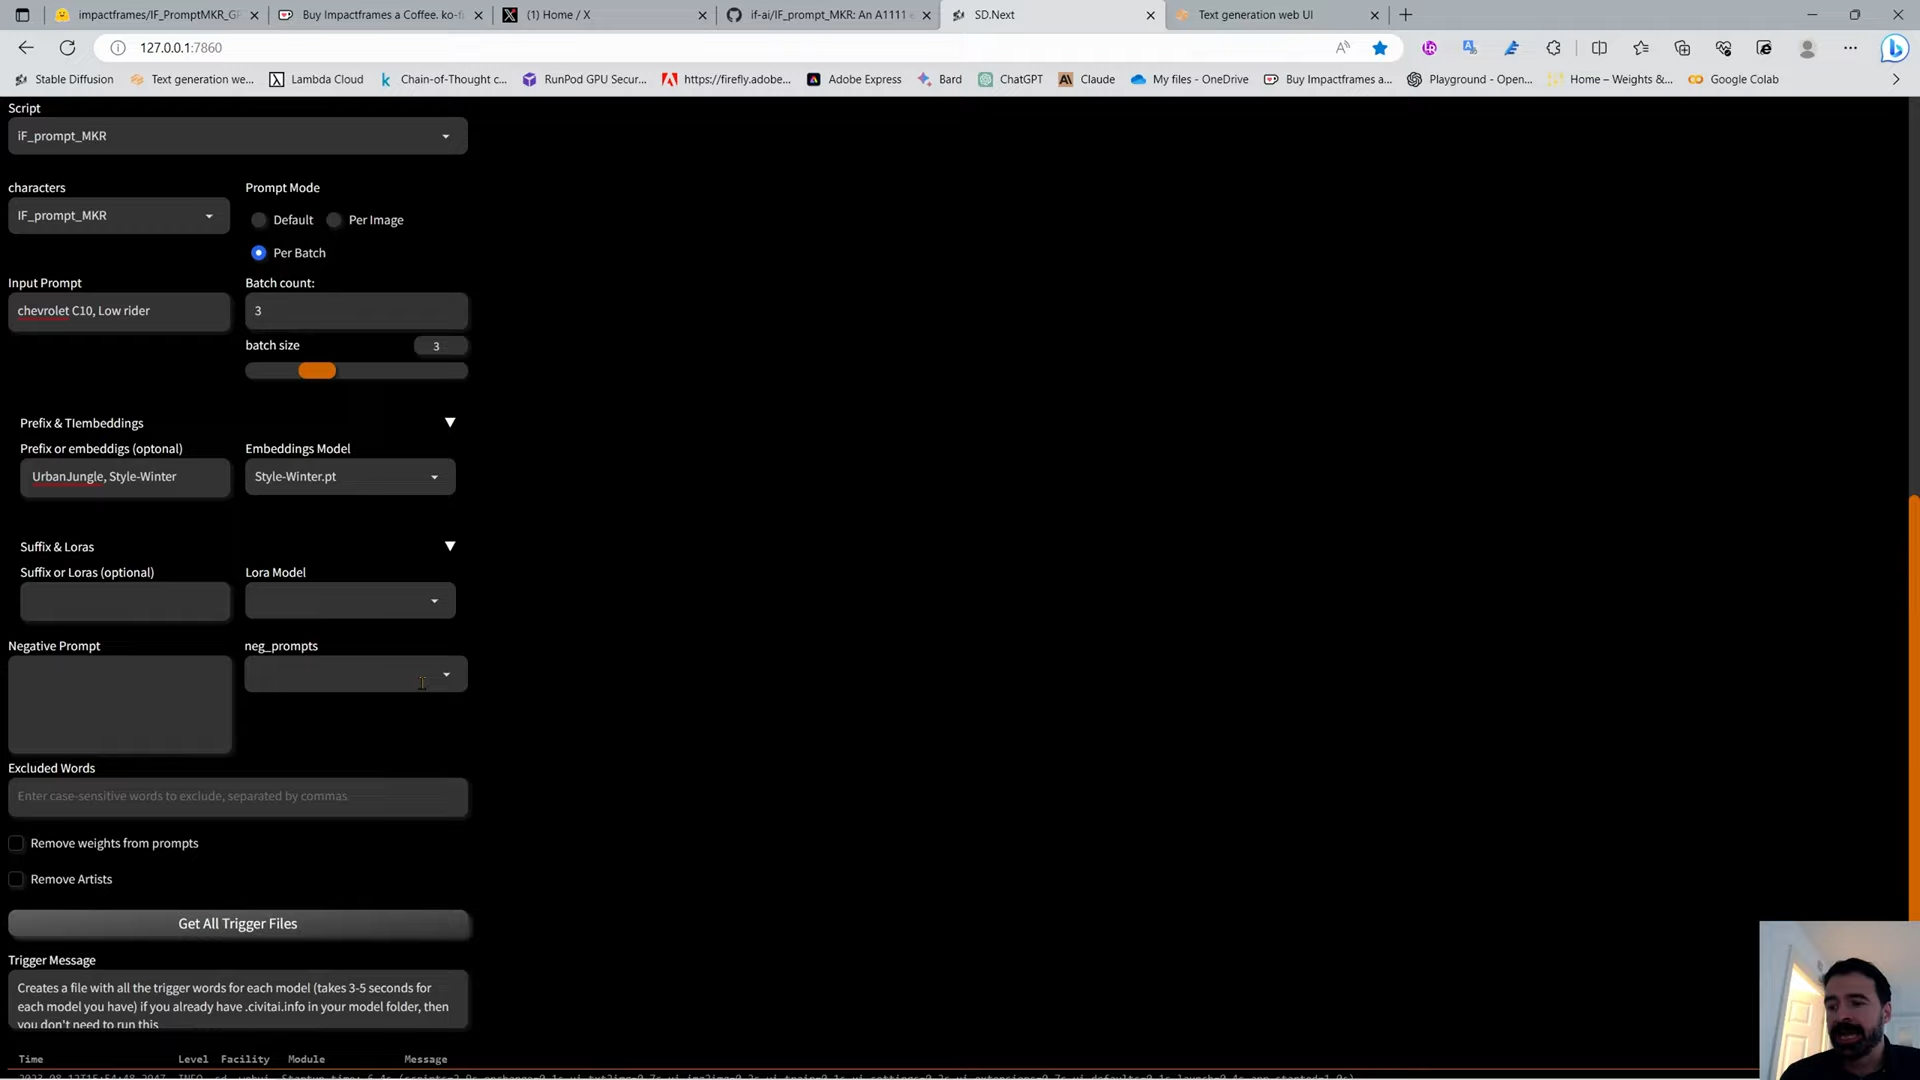 impactframes/IF_PromptMKR_GP
Buy Impactframes a Coffee. ko-fi
(1) Home / X
if-ai/IF_prompt_MKR: An A1111 e
SD.Next
Text generation web UI
127.0.0.1:7860
Stable Diffusion
Text generation we...
Lambda Cloud
Chain-of-Thought c...
RunPod GPU Secur...
https://firefly.adobe...
Adobe Express
Bard
ChatGPT
Claude
My files - OneDrive
Buy Impactframes a...
Playground - Open...
Home – Weights &...
Google Colab
Script
iF_prompt_MKR
characters
Prompt Mode
IF_prompt_MKR
Default
Per Image
Per Batch
Input Prompt
Batch count:
chevrolet C10, Low rider
3
batch size
3
Prefix & TIembeddings
Prefix or embeddigs (optonal)
Embeddings Model
UrbanJungle, Style-Winter
Style-Winter.pt
Suffix & Loras
Suffix or Loras (optional)
Lora Model
Negative Prompt
neg_prompts
Excluded Words
Enter case-sensitive words to exclude, separated by commas
Remove weights from prompts
Remove Artists
Get All Trigger Files
Trigger Message
Creates a file with all the trigger words for each model (takes 3-5 seconds for
each model you have) if you already have .civitai.info in your model folder, then
you don't need to run this
Time Level Facility Module Message